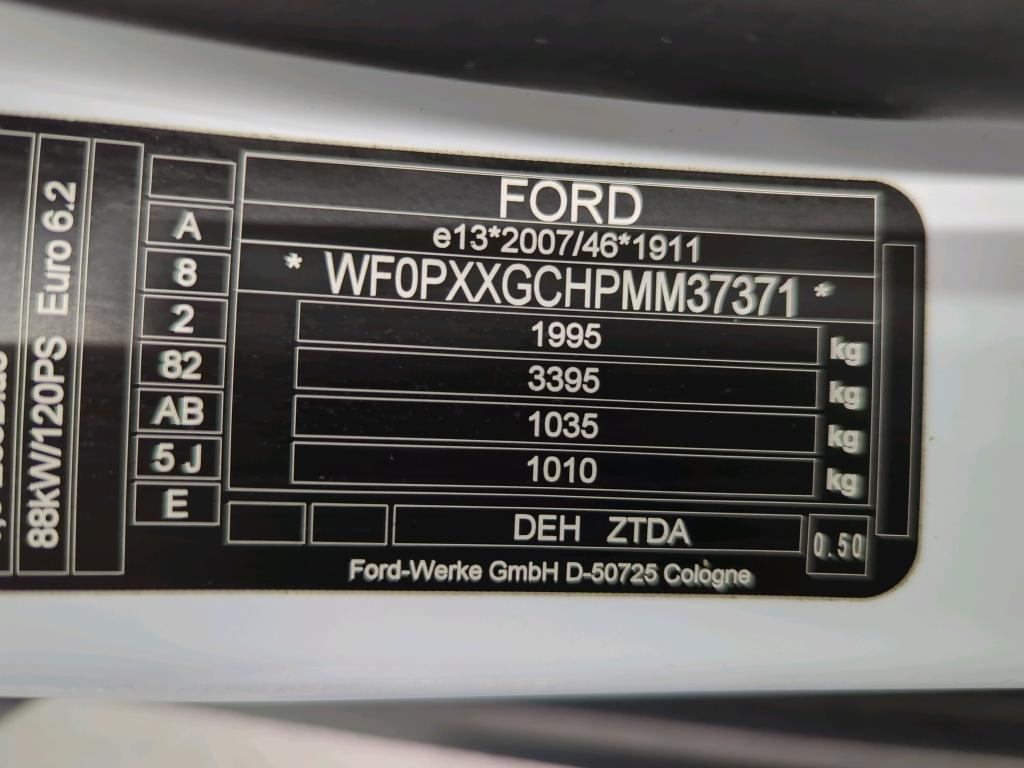 FORD
e13*2007/46*1911
* WF0PXXGCHPMM37371 *
1995 kg
3395 kg
1035 kg
1010 kg
DEH ZTDA
0.50
Ford-Werke GmbH D-50725 Cologne
A
8
2
82
AB
5 J
E
88kW/120PS Euro 6.2